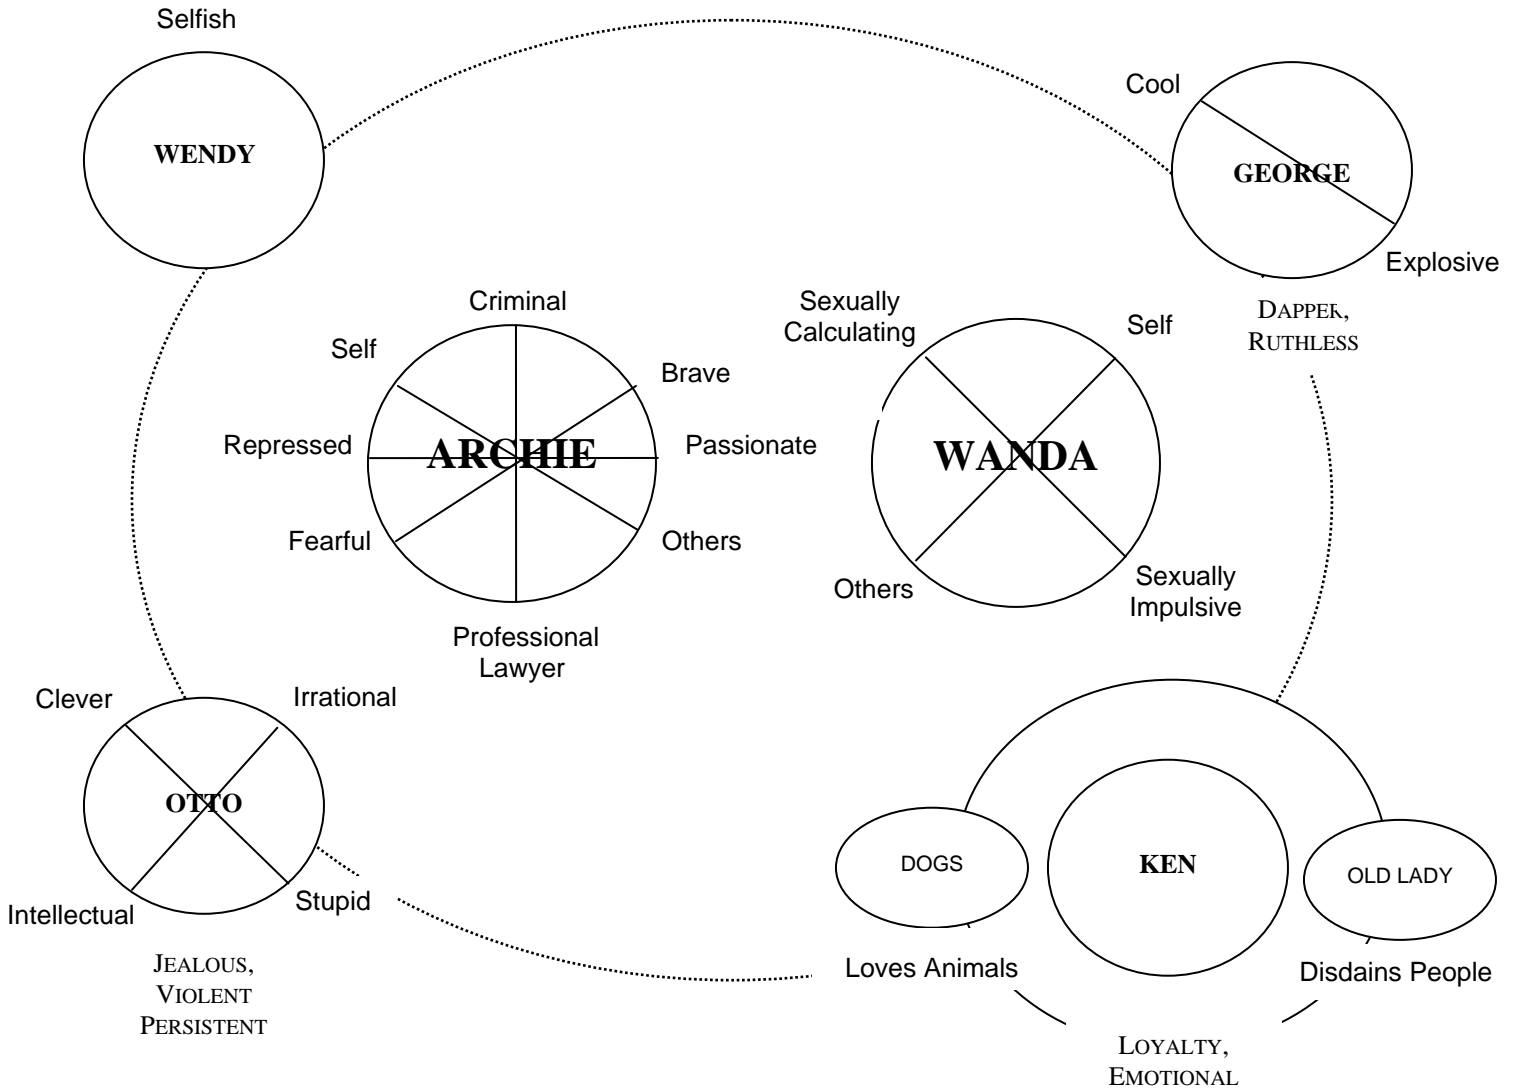 Selfish
WENDY
Cool
GEORGE
Explosive
DAPPER,
RUTHLESS
Criminal
Self
Brave
Repressed
ARCHIE
Passionate
Fearful
Others
Professional
Lawyer
Sexually
Calculating
Self
WANDA
Others
Sexually
Impulsive
Clever
Irrational
OTTO
Intellectual
Stupid
JEALOUS,
VIOLENT
PERSISTENT
DOGS
KEN
OLD LADY
Loves Animals
Disdains People
LOYALTY,
EMOTIONAL